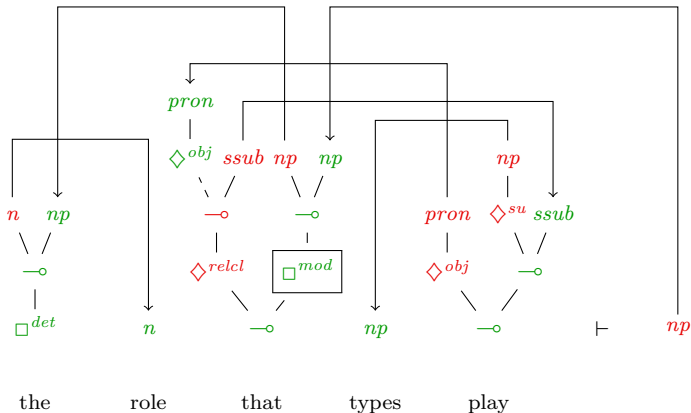 pron
◇obj ssub np np np
n np ⊸ ⊸ pron ◇su ssub
⊸ ◇relcl □mod ◇obj ⊸
□det n ⊸ np ⊸ ⊢ np
the role that types play